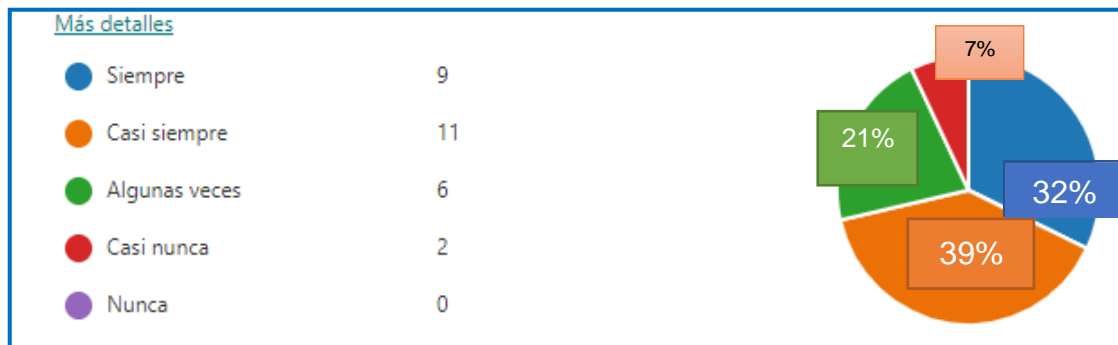 Más detalles
Siempre 9
Casi siempre 11
Algunas veces 6
Casi nunca 2
Nunca 0
7%
21%
32%
39%